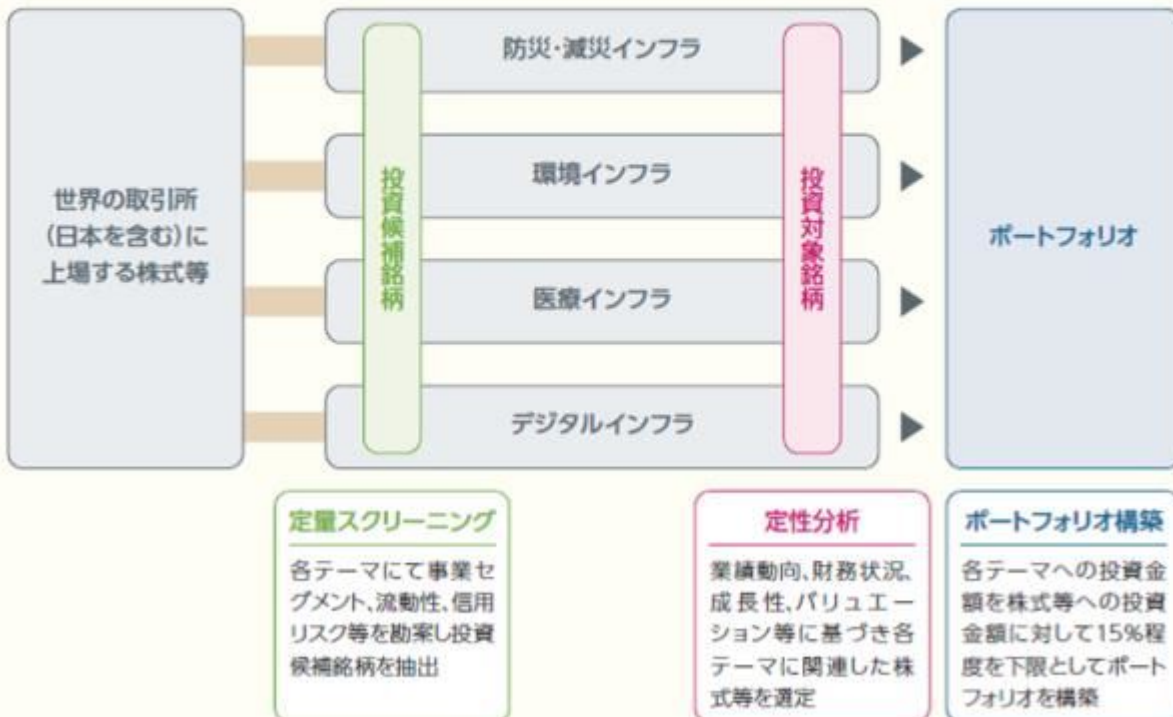 世界の取引所
(日本を含む)に
上場する株式等
防災・減災インフラ
環境インフラ
医療インフラ
デジタルインフラ
投資候補銘柄
投資対象銘柄
ポートフォリオ
定量スクリーニング
各テーマにて事業セ
グメント、流動性、信用
リスク等を勘案し投資
候補銘柄を抽出
定性分析
業績動向、財務状況、
成長性、バリュエー
ション等に基づき各
テーマに関連した株
式等を選定
ポートフォリオ構築
各テーマへの投資金
額を株式等への投資
金額に対して15%程
度を下限としてポート
フォリオを構築